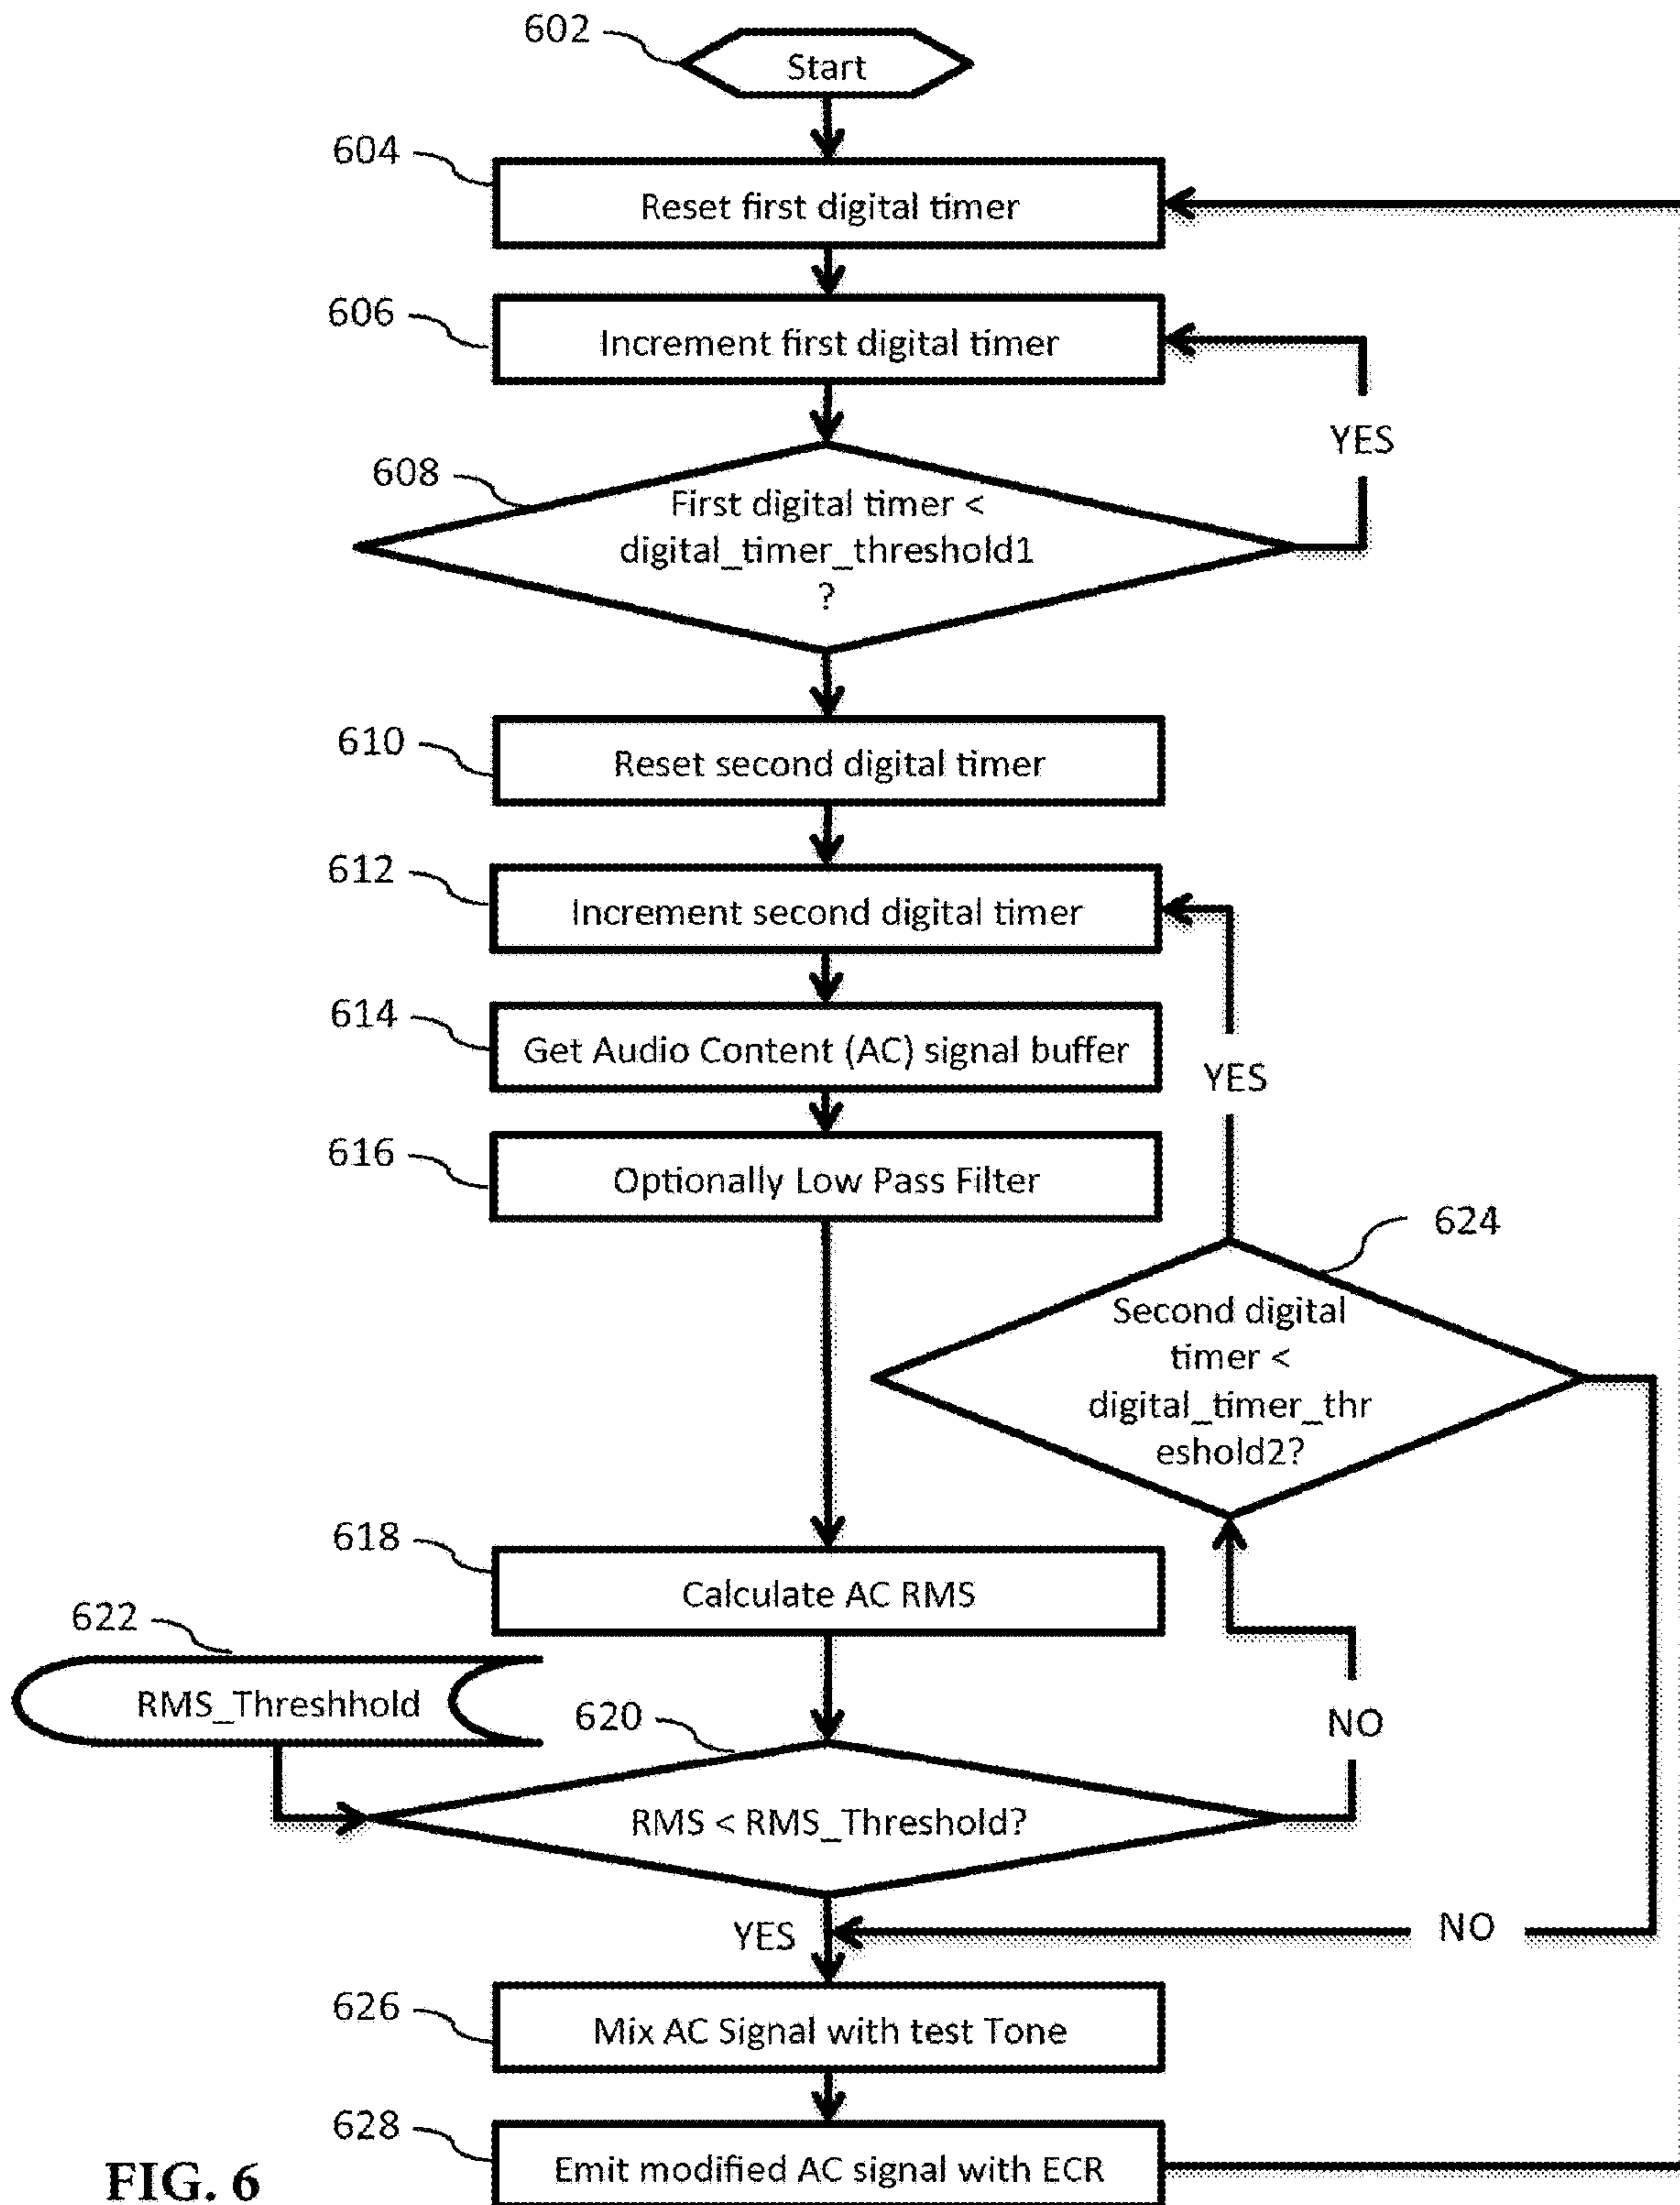 602
Start
604
Reset first digital timer
606
Increment first digital timer
YES
608
First digital timer <
digital_timer_threshold1
?
610
Reset second digital timer
612
Increment second digital timer
614
Get Audio Content (AC) signal buffer
YES
616
Optionally Low Pass Filter
624
Second digital
timer <
digital_timer_thr
eshold2?
618
Calculate AC RMS
622
RMS_Threshhold
620
NO
RMS < RMS_Threshold?
YES
NO
626
Mix AC Signal with test Tone
628
Emit modified AC signal with ECR
FIG. 6